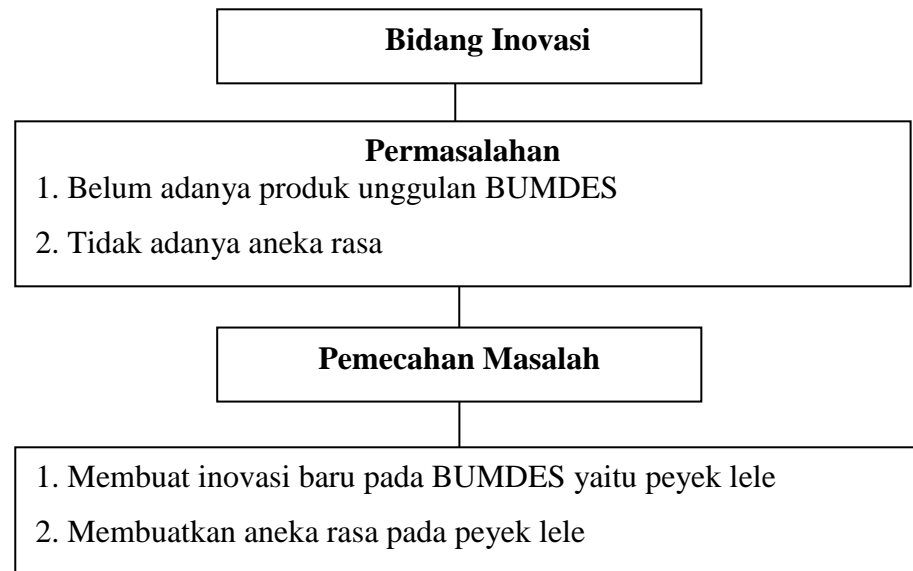 Bidang Inovasi
Permasalahan
1. Belum adanya produk unggulan BUMDES
2. Tidak adanya aneka rasa
Pemecahan Masalah
1. Membuat inovasi baru pada BUMDES yaitu peyek lele
2. Membuatkan aneka rasa pada peyek lele